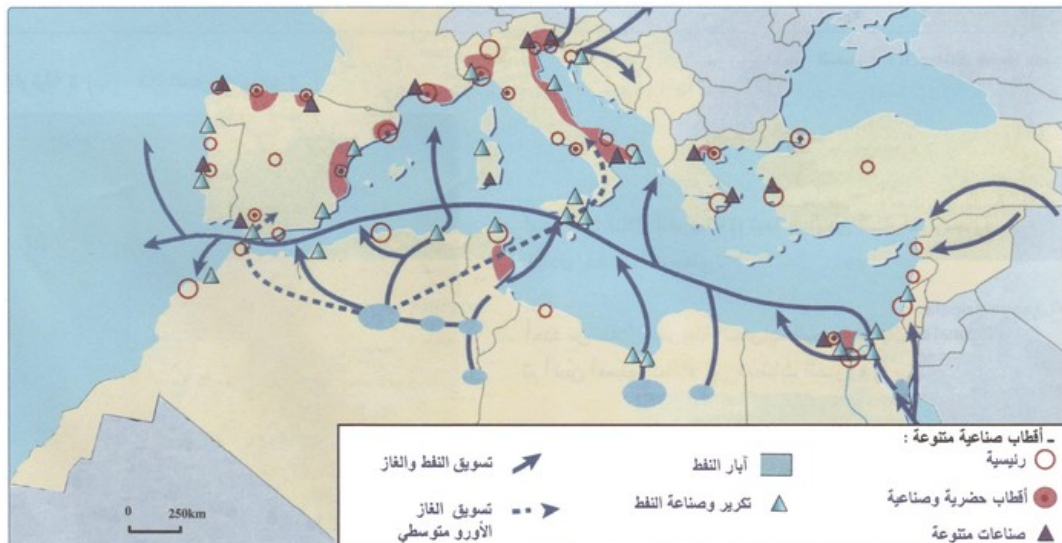 ـ أقطاب صناعية متنوعة :
رئيسية
أقطاب حضرية وصناعية
صناعات متنوعة
آبار النفط
تكرير وصناعة النفط
تسويق النفط والغاز
تسويق الغاز
الأورو متوسطي
0 250km